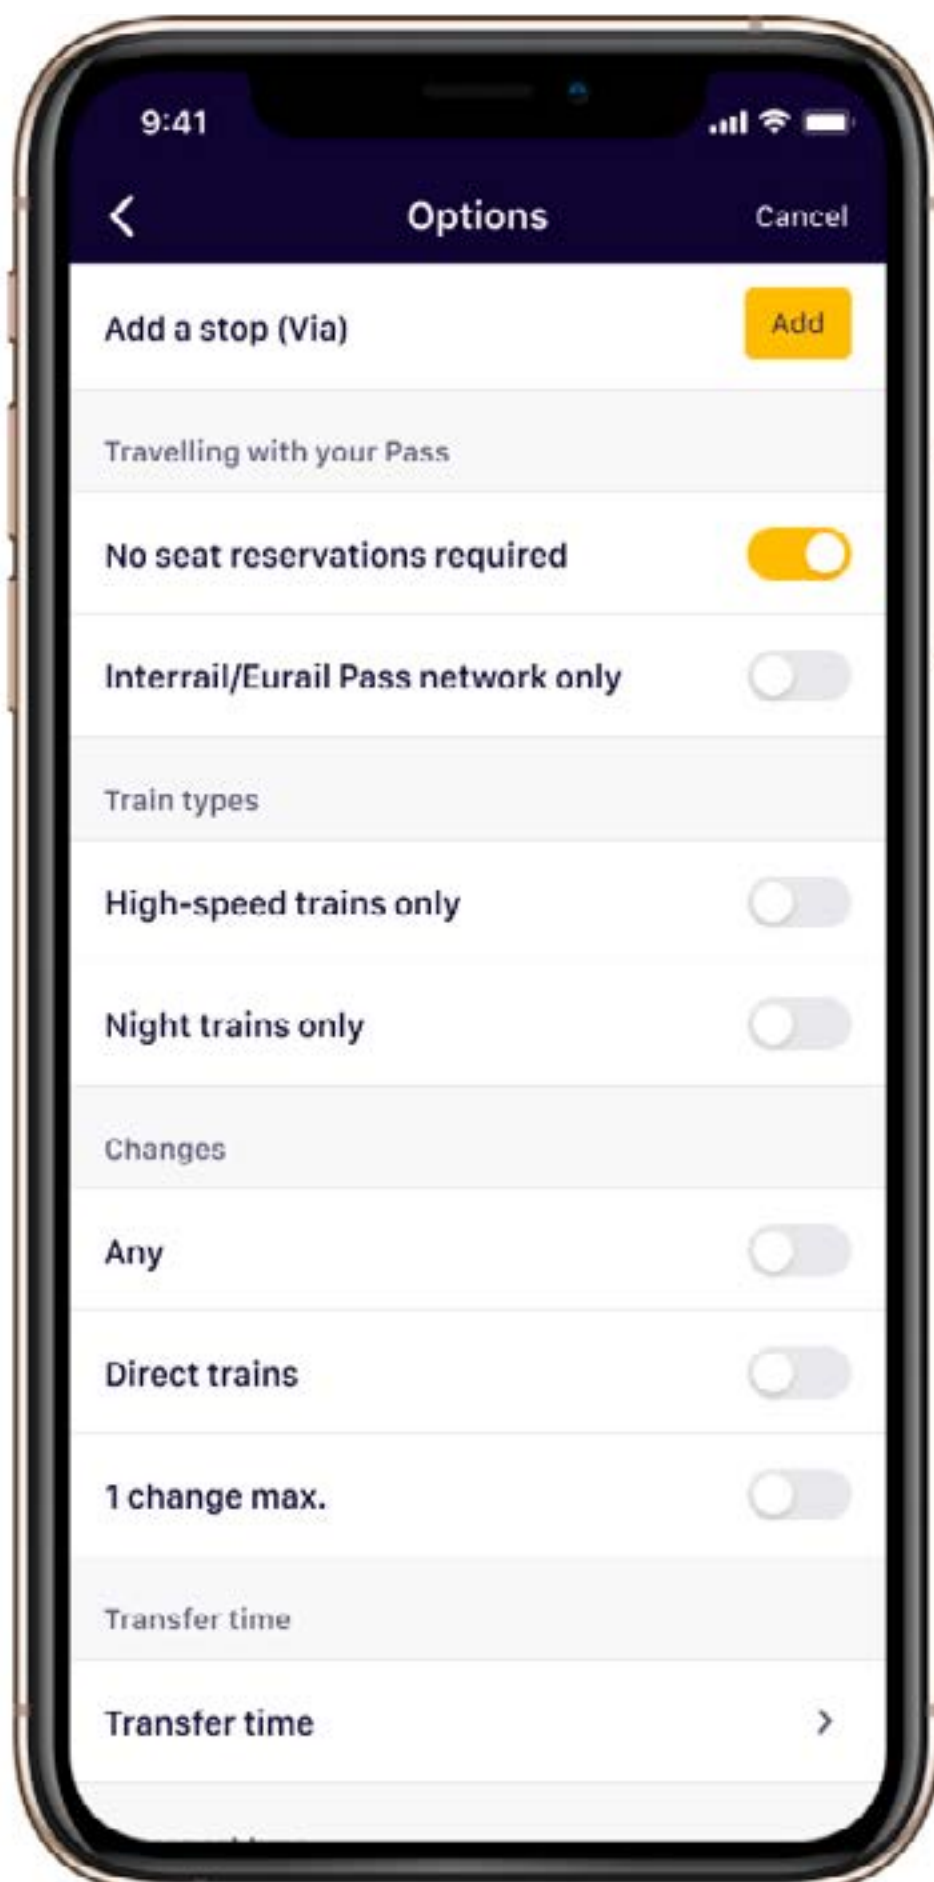 9:41
Options
Cancel
Add a stop (Via)
Add
Travelling with your Pass
No seat reservations required
Interrail/Eurail Pass network only
Train types
High-speed trains only
Night trains only
Changes
Any
Direct trains
1 change max.
Transfer time
Transfer time